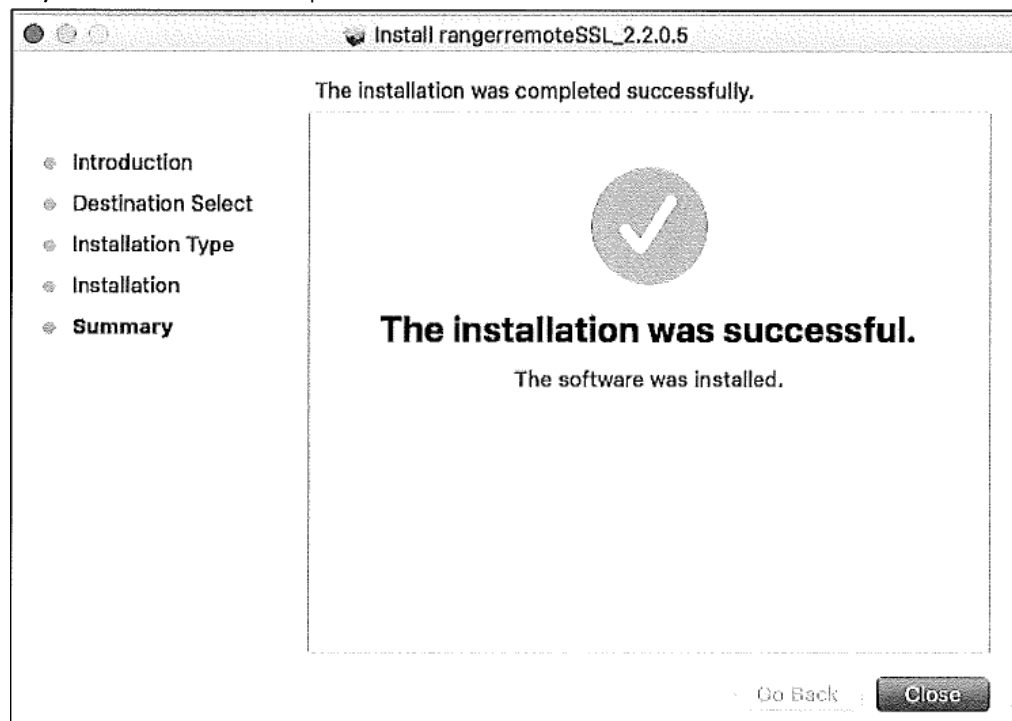 Install rangerremoteSSL_2.2.0.5
The installation was completed successfully.
Introduction
Destination Select
Installation Type
Installation
Summary
The installation was successful.
The software was installed.
Go Back
Close